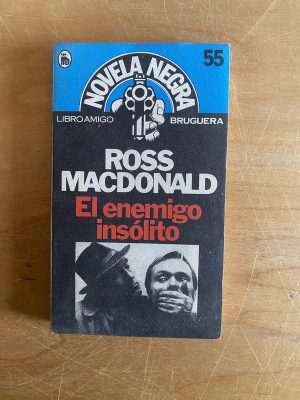 NOVELA NEGRA
55
LIBRO AMIGO BRUGUERA
ROSS
MACDONALD
El enemigo
insólito